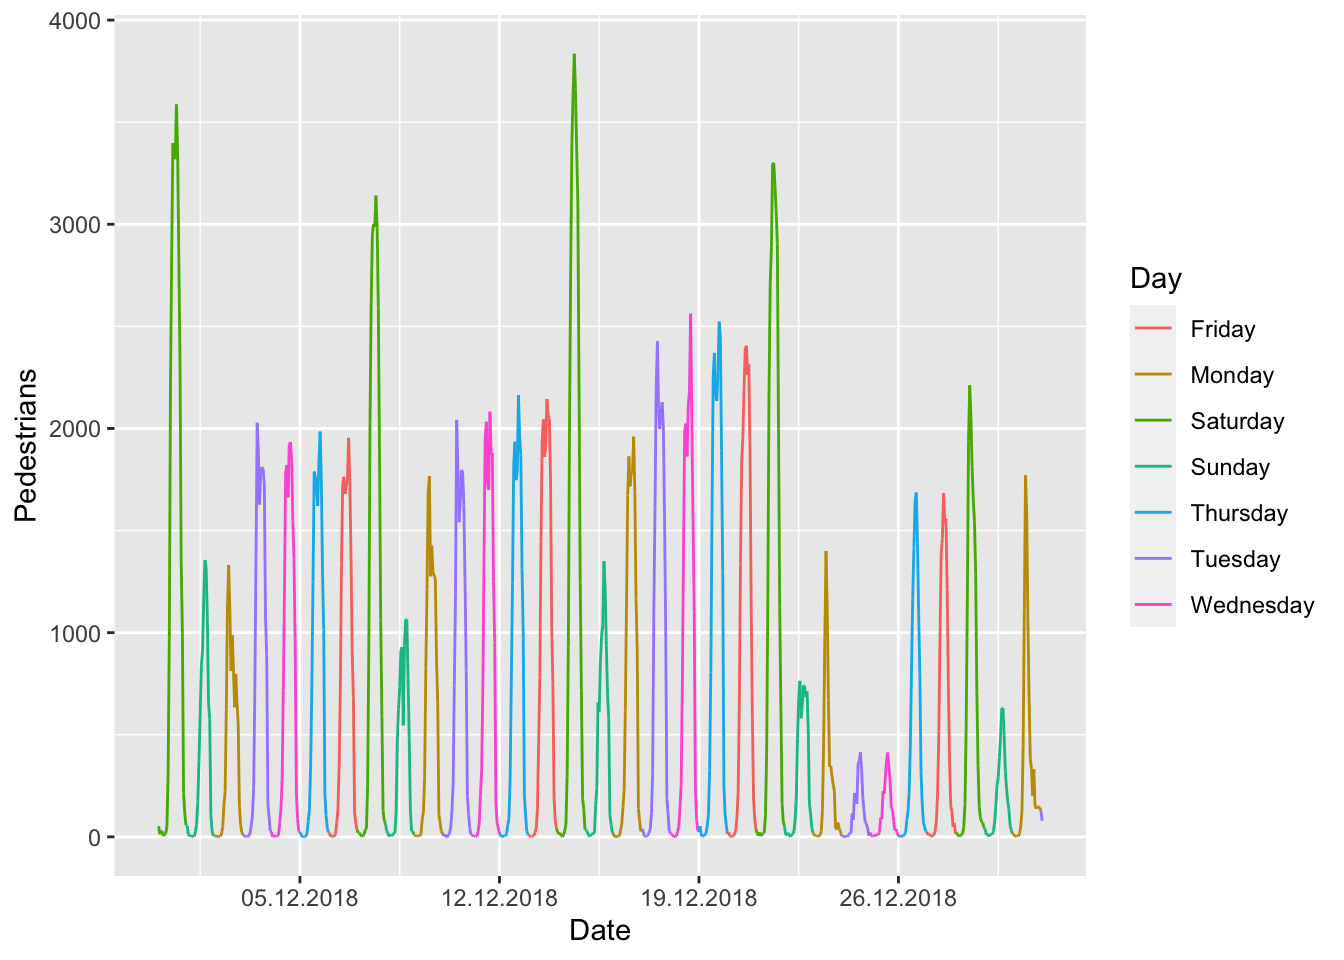 4000
3000
2000
1000
0
Pedestrians
05.12.2018
12.12.2018
19.12.2018
26.12.2018
Date
Day
Friday
Monday
Saturday
Sunday
Thursday
Tuesday
Wednesday